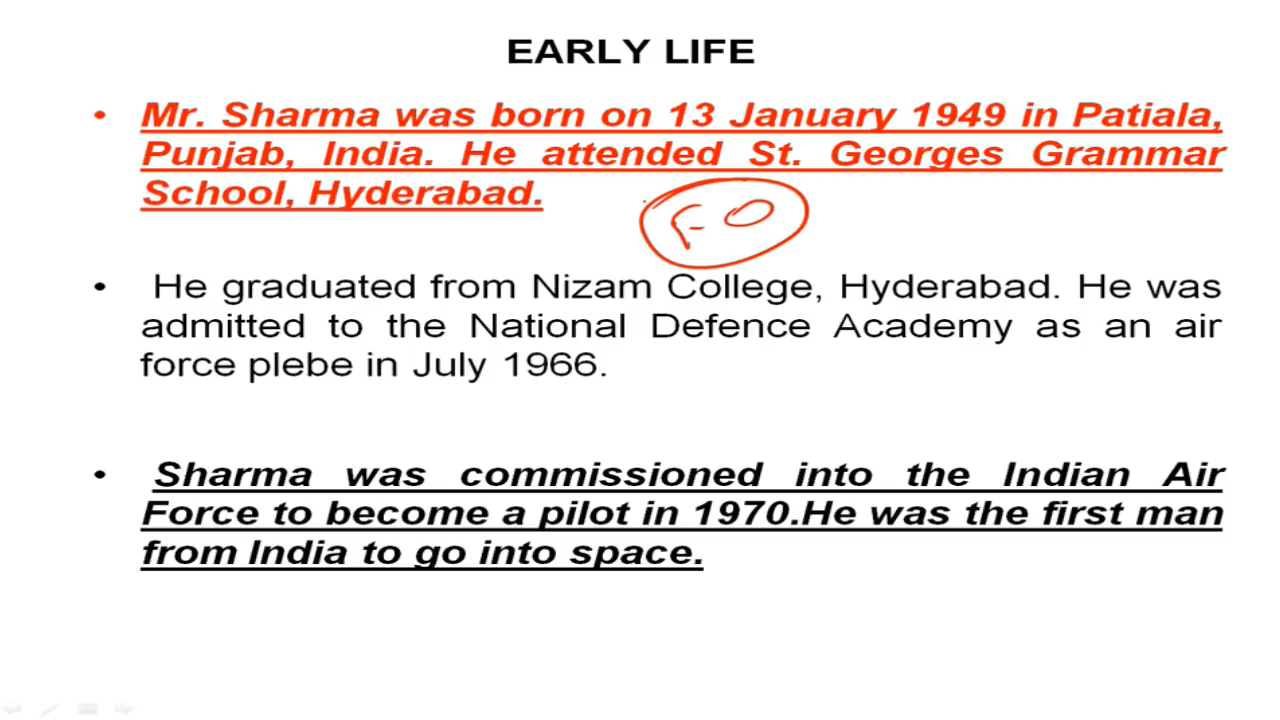 EARLY LIFE
• Mr. Sharma was born on 13 January 1949 in Patiala,
Punjab, India. He attended St. Georges Grammar
School, Hyderabad.
• He graduated from Nizam College, Hyderabad. He was
admitted to the National Defence Academy as an air
force plebe in July 1966.
• Sharma was commissioned into the Indian Air
Force to become a pilot in 1970.He was the first man
from India to go into space.